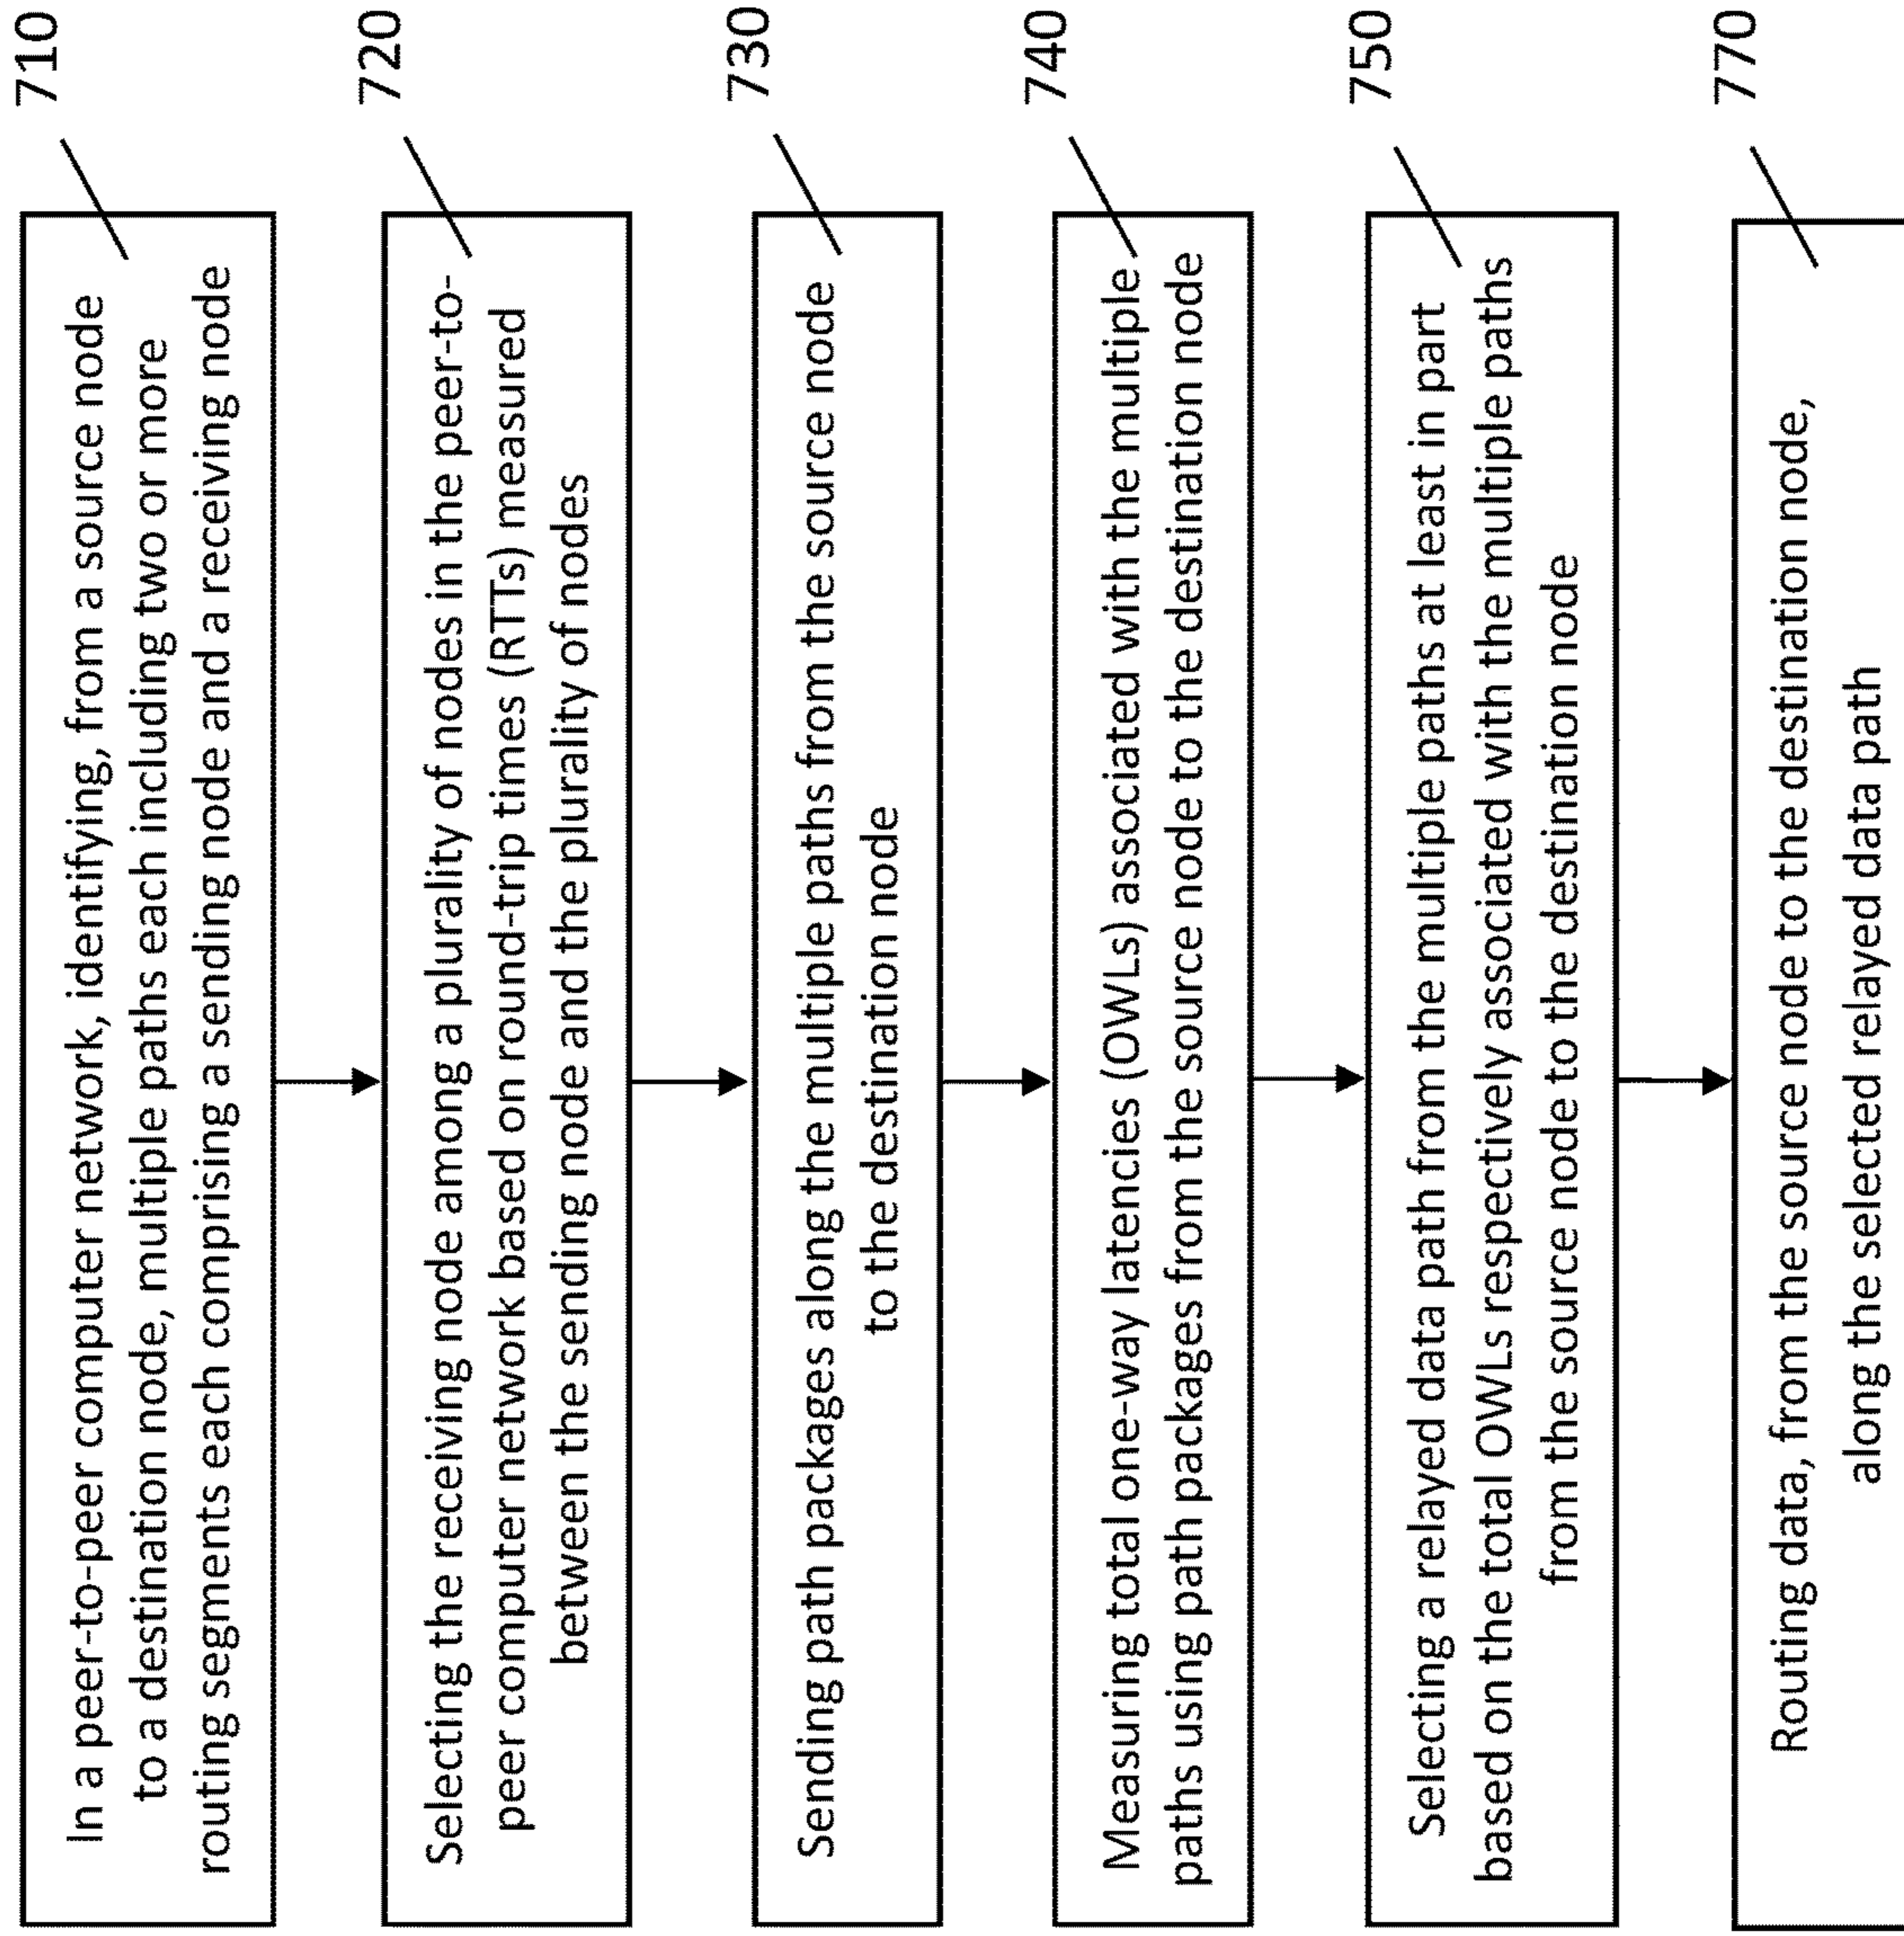 In a peer-to-peer computer network, identifying, from a source node
to a destination node, multiple paths each including two or more
routing segments each comprising a sending node and a receiving node
710
Selecting the receiving node among a plurality of nodes in the peer-to-
peer computer network based on round-trip times (RTTs) measured
between the sending node and the plurality of nodes
720
Sending path packages along the multiple paths from the source node
to the destination node
730
Measuring total one-way latencies (OWLs) associated with the multiple
paths using path packages from the source node to the destination node
740
Selecting a relayed data path from the multiple paths at least in part
based on the total OWLs respectively associated with the multiple paths
from the source node to the destination node
750
Routing data, from the source node to the destination node,
along the selected relayed data path
770